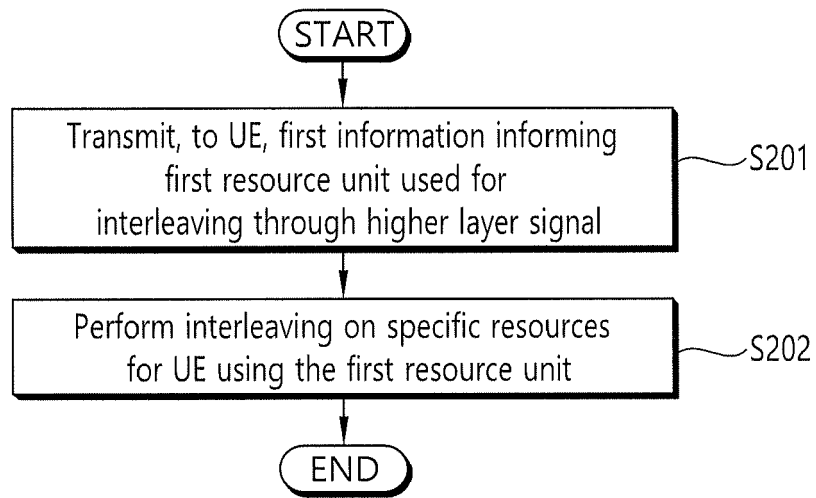 START
Transmit, to UE, first information informing
first resource unit used for
interleaving through higher layer signal
S201
Perform interleaving on specific resources
for UE using the first resource unit
S202
END